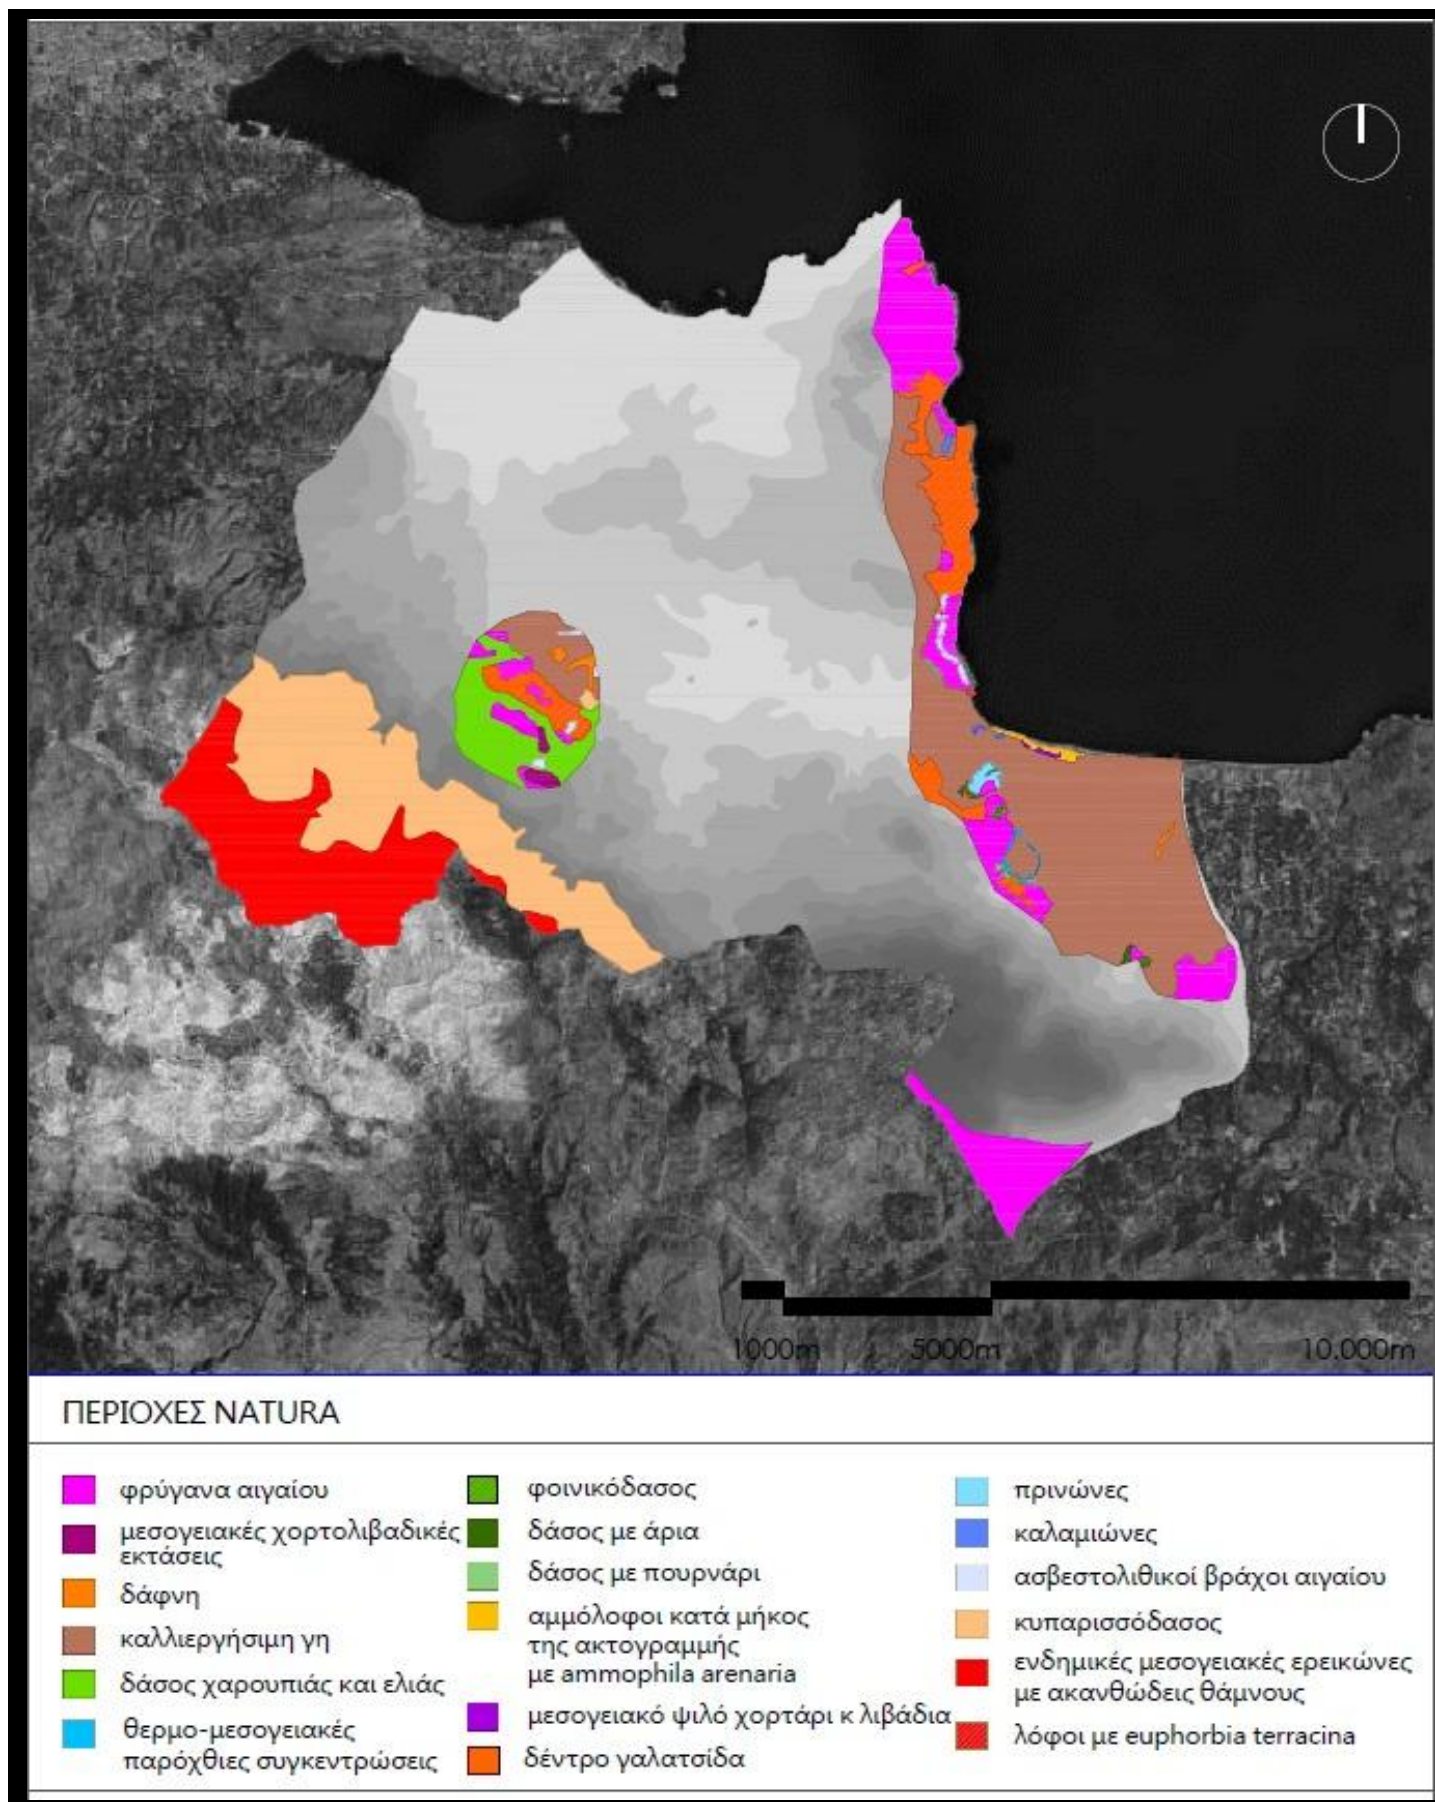 1000m 5000m 10.000m
ΠΕΡΙΟΧΕΣ NATURA
φρύγανα αιγαίου
μεσογειακές χορτολιβαδικές
εκτάσεις
δάφνη
καλλιεργήσιμη γη
δάσος χαρουπιάς και ελιάς
θερμο-μεσογειακές
παρόχθιες συγκεντρώσεις
φοινικόδασος
δάσος με άρια
δάσος με πουρνάρι
αμμόλοφοι κατά μήκος
της ακτογραμμής
με ammophila arenaria
μεσογειακό ψιλό χορτάρι κ λιβάδια
δέντρο γαλατσίδα
πρινώνες
καλαμιώνες
ασβεστολιθικοί βράχοι αιγαίου
κυπαρισσόδασος
ενδημικές μεσογειακές ερεικώνες
με ακανθώδεις θάμνους
λόφοι με euphorbia terracina